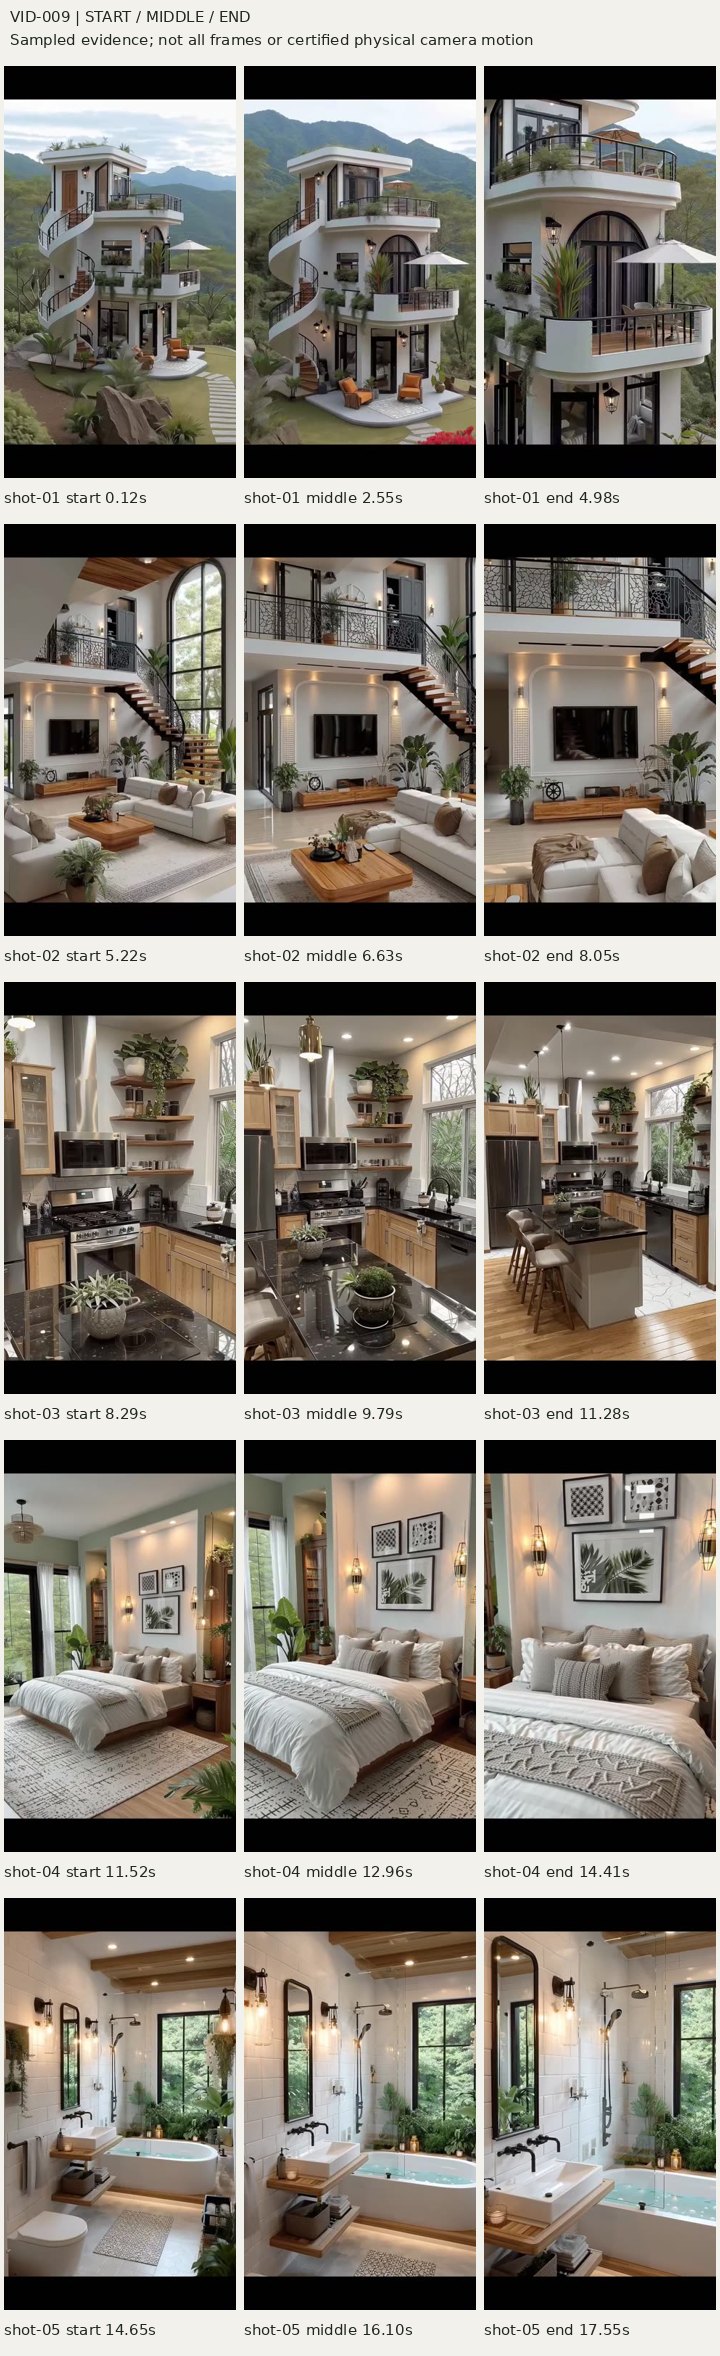 VID-009 | START / MIDDLE / END
Sampled evidence; not all frames or certified physical camera motion
shot-01 start 0.12s
shot-01 middle 2.55s
shot-01 end 4.98s
shot-02 start 5.22s
shot-02 middle 6.63s
shot-02 end 8.05s
shot-03 start 8.29s
shot-03 middle 9.79s
shot-03 end 11.28s
shot-04 start 11.52s
shot-04 middle 12.96s
shot-04 end 14.41s
shot-05 start 14.65s
shot-05 middle 16.10s
shot-05 end 17.55s